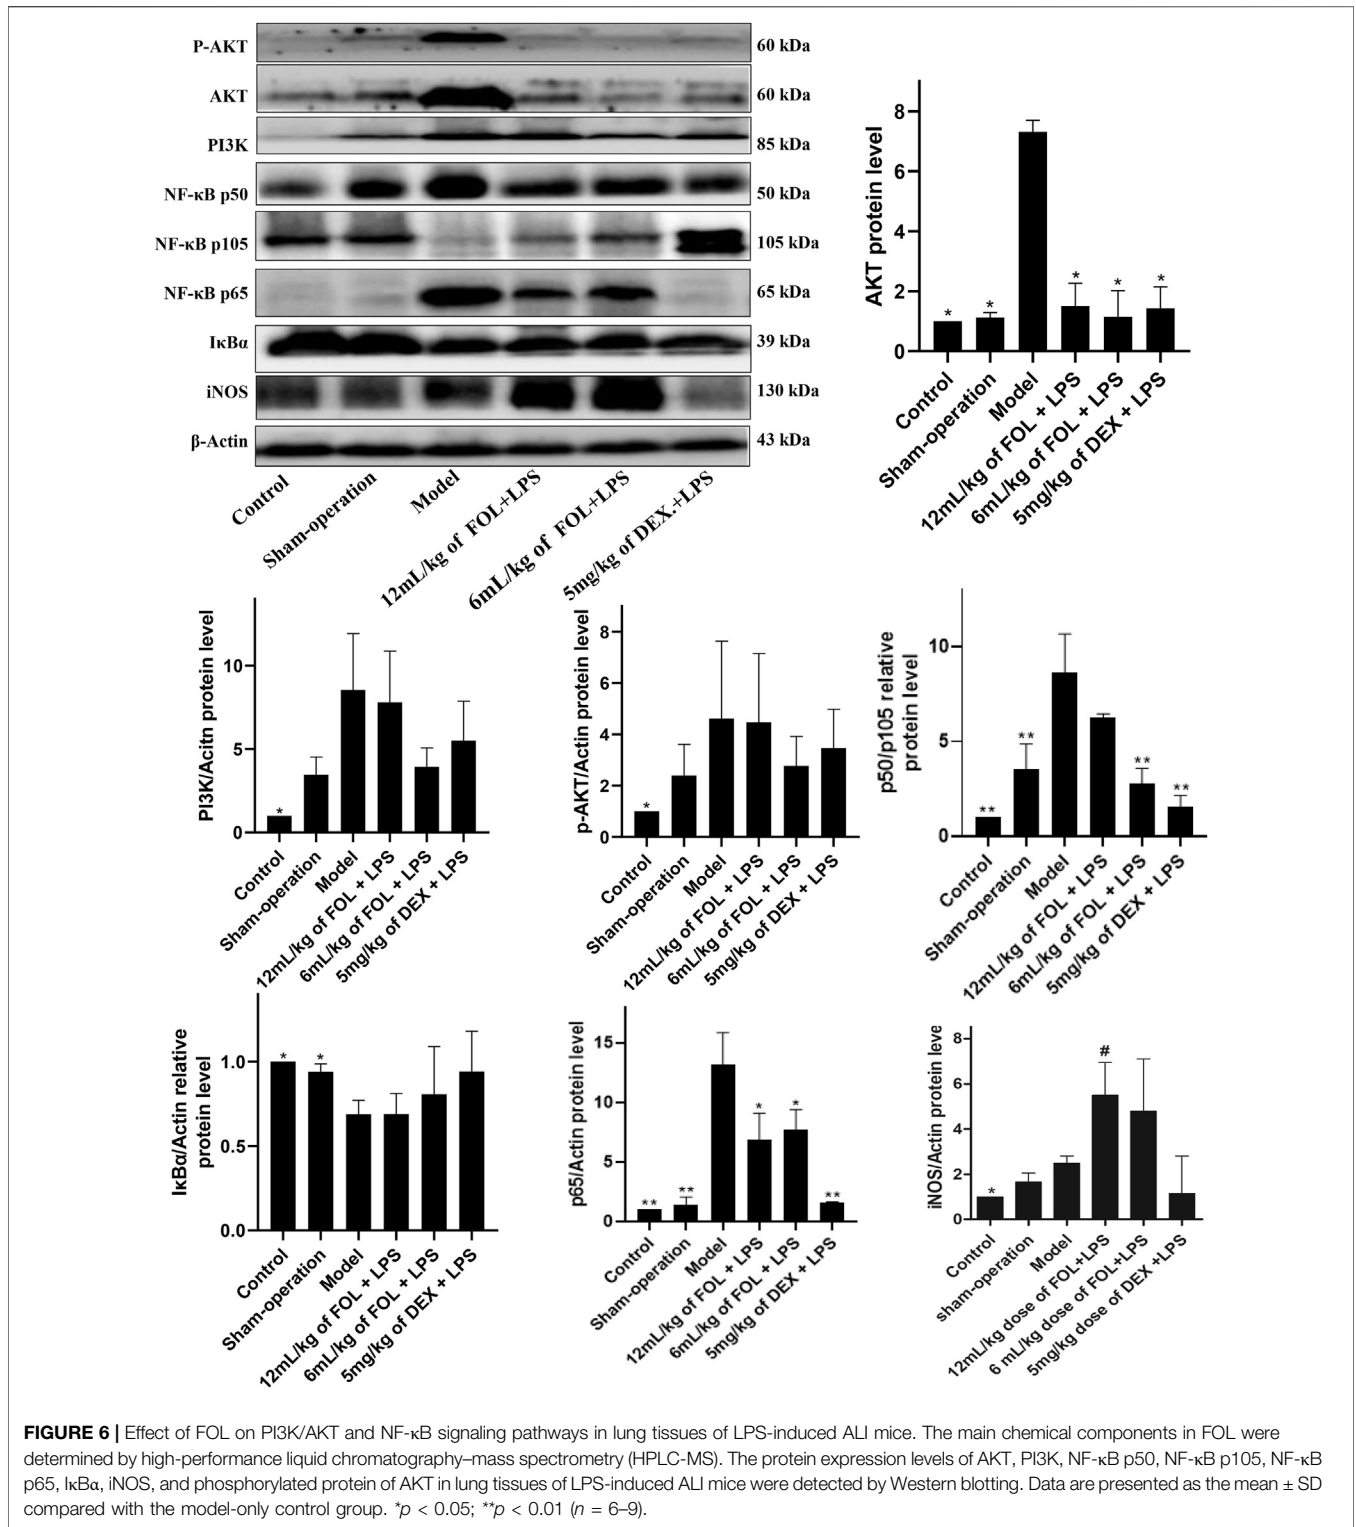 P-AKT
60 kDa
AKT
60 kDa
PI3K
85 kDa
NF-κB p50
50 kDa
NF-κB p105
105 kDa
NF-κB p65
65 kDa
IκBα
39 kDa
iNOS
130 kDa
β-Actin
43 kDa
Control
Sham-operation
Model
12mL/kg of FOL+LPS
6mL/kg of FOL+LPS
5mg/kg of DEX.+LPS
AKT protein level
8
6
4
2
0
*
*
*
*
*
Control
Sham-operation
Model
12mL/kg of FOL + LPS
6mL/kg of FOL + LPS
5mg/kg of DEX + LPS
PI3K/Acitn protein level
10
5
0
*
Control
Sham-operation
Model
12mL/kg of FOL + LPS
6mL/kg of FOL + LPS
5mg/kg of DEX + LPS
p-AKT/Actin protein level
8
6
4
2
0
*
Control
Sham-operation
Model
12mL/kg of FOL + LPS
6mL/kg of FOL + LPS
5mg/kg of DEX + LPS
p50/p105 relative
protein level
10
5
0
**
**
**
**
Control
Sham-operation
Model
12mL/kg of FOL + LPS
6mL/kg of FOL + LPS
5mg/kg of DEX + LPS
IκBα/Actin relative
protein level
1.0
0.5
0.0
*
*
Control
Sham-operation
Model
12mL/kg of FOL + LPS
6mL/kg of FOL + LPS
5mg/kg of DEX + LPS
p65/Actin protein level
15
10
5
0
**
**
*
*
**
Control
Sham-operation
Model
12mL/kg of FOL + LPS
6mL/kg of FOL + LPS
5mg/kg of DEX + LPS
iNOS/Actin protein leve
8
6
4
2
0
*
#
Control
sham-operation
Model
12mL/kg dose of FOL+LPS
6 mL/kg dose of FOL+LPS
5mg/kg dose of DEX +LPS
FIGURE 6 | Effect of FOL on PI3K/AKT and NF-κB signaling pathways in lung tissues of LPS-induced ALI mice. The main chemical components in FOL were
determined by high-performance liquid chromatography–mass spectrometry (HPLC-MS). The protein expression levels of AKT, PI3K, NF-κB p50, NF-κB p105, NF-κB
p65, IκBα, iNOS, and phosphorylated protein of AKT in lung tissues of LPS-induced ALI mice were detected by Western blotting. Data are presented as the mean ± SD
compared with the model-only control group. *p < 0.05; **p < 0.01 (n = 6–9).